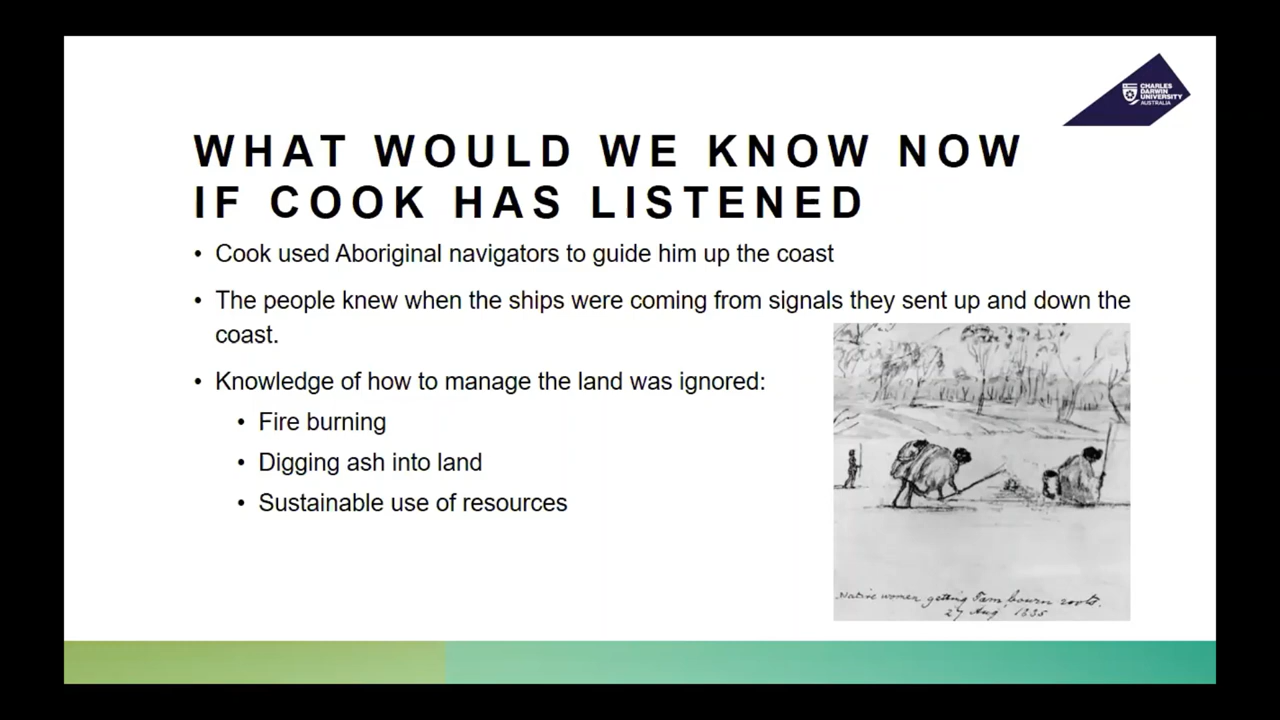 CHARLES
DARWIN
UNIVERSITY
AUSTRALIA
WHAT WOULD WE KNOW NOW
IF COOK HAS LISTENED
• Cook used Aboriginal navigators to guide him up the coast
• The people knew when the ships were coming from signals they sent up and down the
coast.
• Knowledge of how to manage the land was ignored:
• Fire burning
• Digging ash into land
• Sustainable use of resources
Native women getting Tam bourn roots.
27 Aug 1835